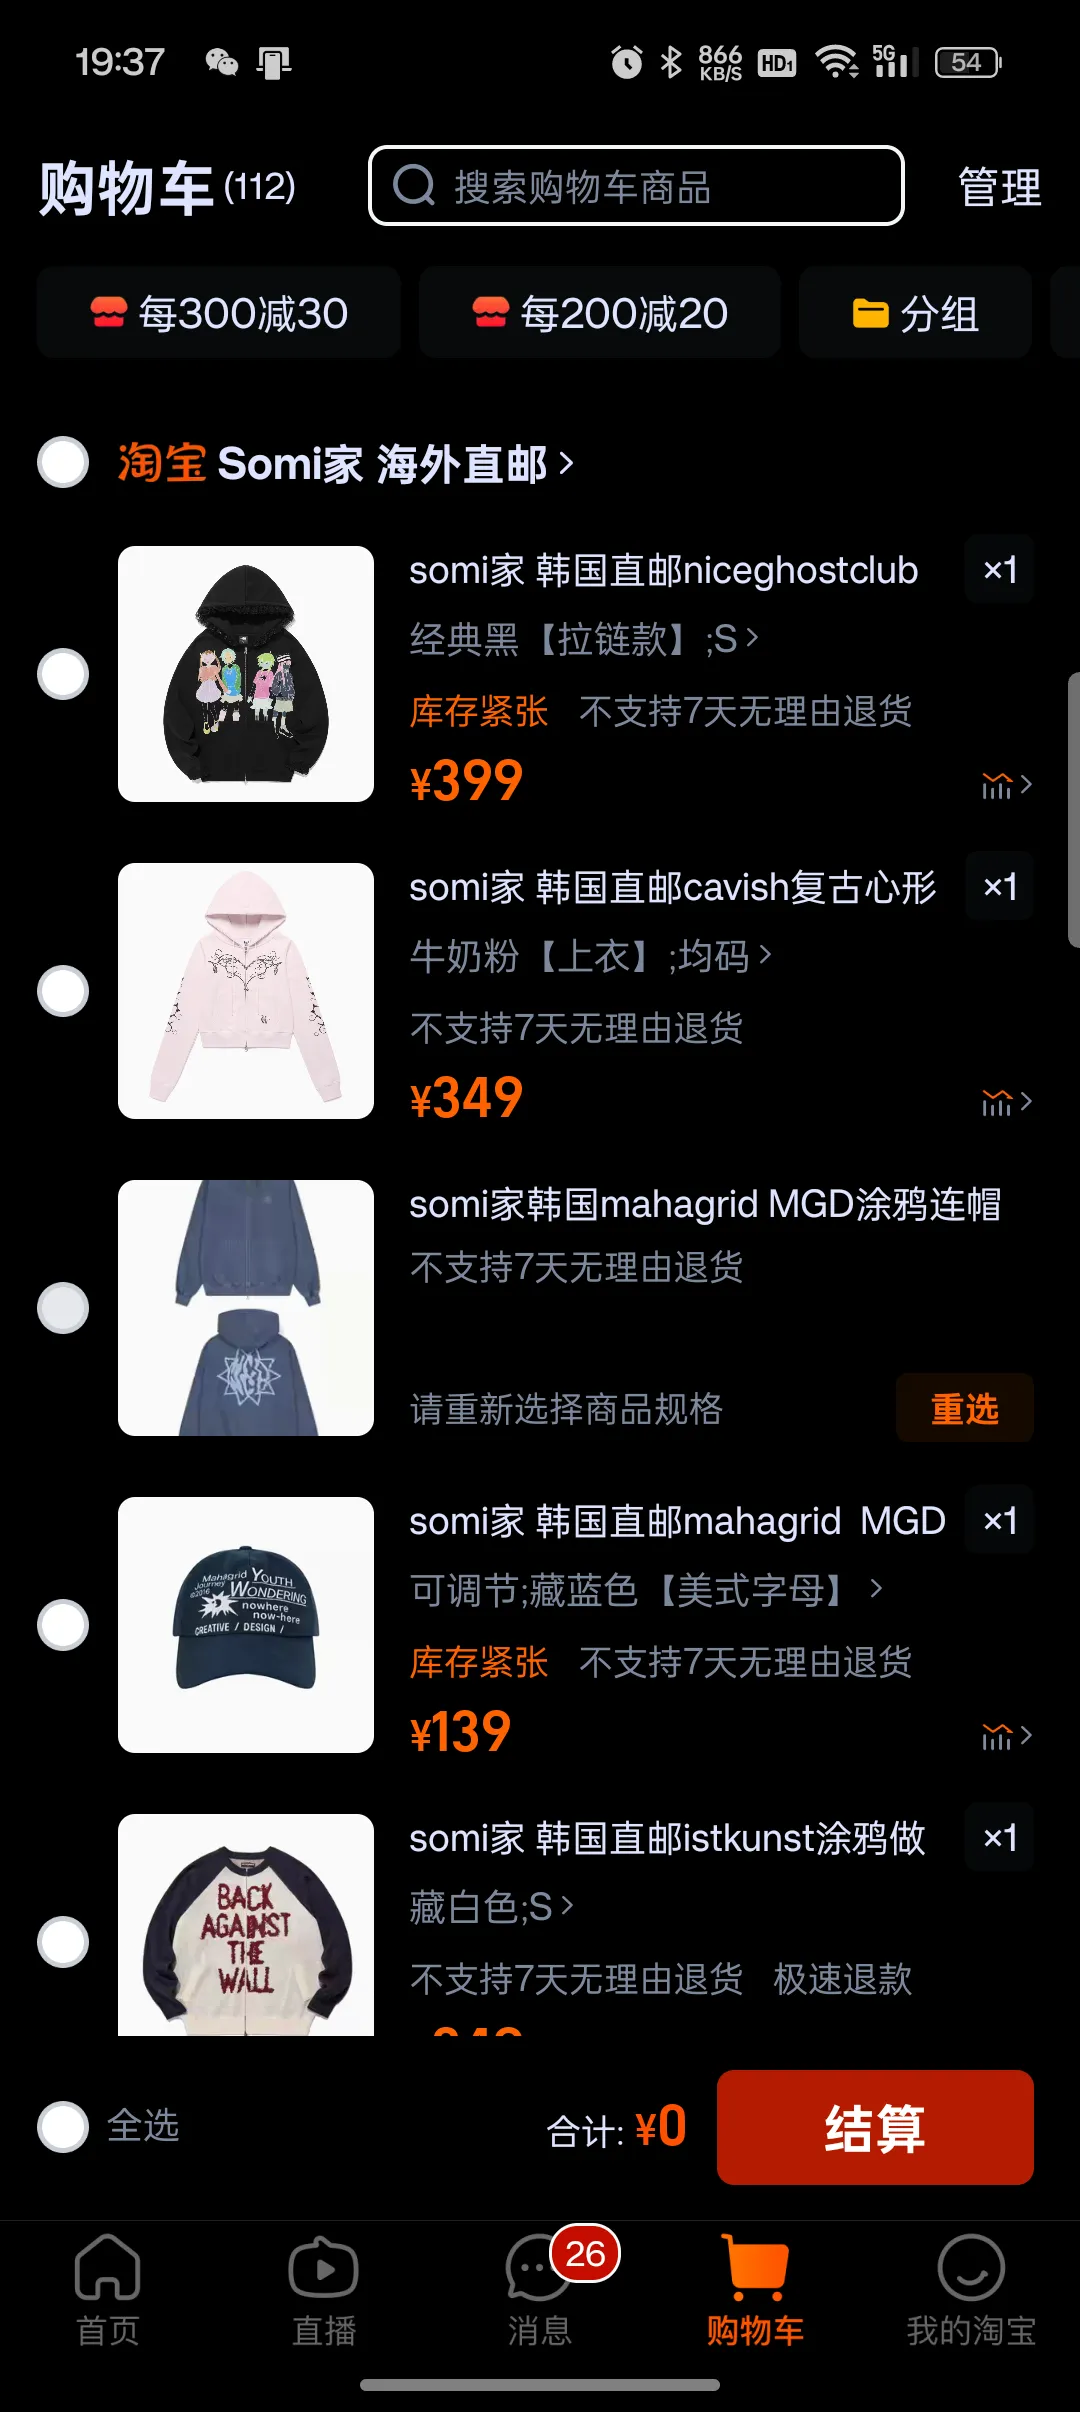 19:37
866 KB/S
HD1
5G
54
购物车(112)
搜索购物车商品
管理
每300减30
每200减20
分组
淘宝 Somi家 海外直邮
somi家 韩国直邮niceghostclub
×1
经典黑【拉链款】;S
库存紧张 不支持7天无理由退货
¥399
somi家 韩国直邮cavish复古心形
×1
牛奶粉【上衣】;均码
不支持7天无理由退货
¥349
somi家韩国mahagrid MGD涂鸦连帽
不支持7天无理由退货
请重新选择商品规格
重选
somi家 韩国直邮mahagrid MGD
×1
Mahagrid YOUTH
Journey WONDERING
©2016 nowhere
now-here
CREATIVE / DESIGN /
可调节;藏蓝色【美式字母】
库存紧张 不支持7天无理由退货
¥139
somi家 韩国直邮istkunst涂鸦做
×1
BACK
AGAINST
THE
WALL
藏白色;S
不支持7天无理由退货 极速退款
全选
合计: ¥0
结算
首页
直播
26
消息
购物车
我的淘宝